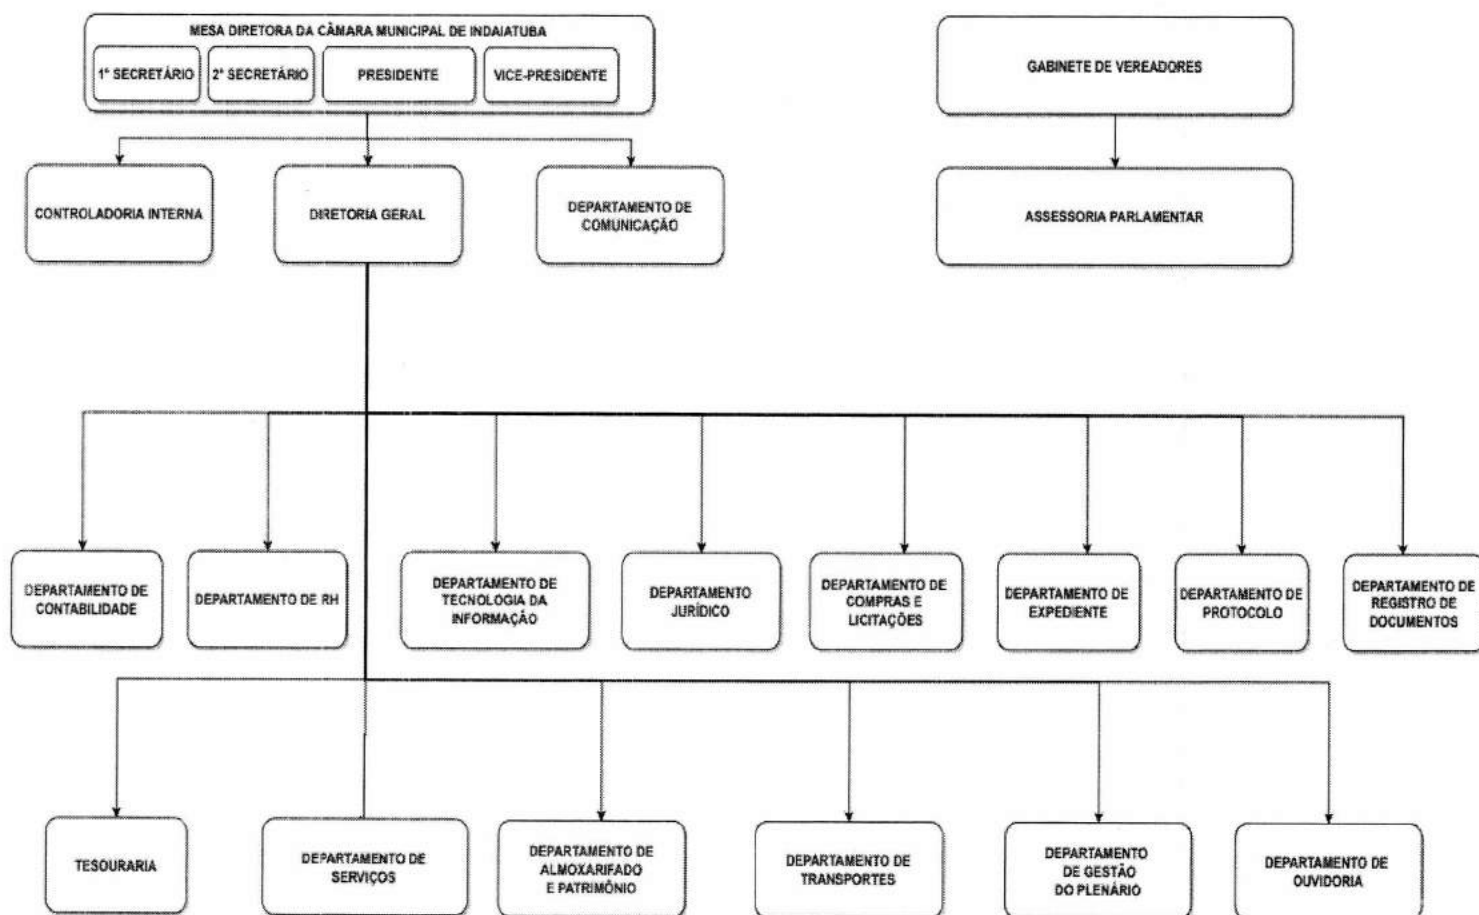 MESA DIRETORA DA CÂMARA MUNICIPAL DE INDAIATUBA
1° SECRETÁRIO
2° SECRETÁRIO
PRESIDENTE
VICE-PRESIDENTE
GABINETE DE VEREADORES
CONTROLADORIA INTERNA
DIRETORIA GERAL
DEPARTAMENTO DE
COMUNICAÇÃO
ASSESSORIA PARLAMENTAR
DEPARTAMENTO DE
CONTABILIDADE
DEPARTAMENTO DE RH
DEPARTAMENTO DE
TECNOLOGIA DA
INFORMAÇÃO
DEPARTAMENTO
JURÍDICO
DEPARTAMENTO DE
COMPRAS E
LICITAÇÕES
DEPARTAMENTO DE
EXPEDIENTE
DEPARTAMENTO DE
PROTOCOLO
DEPARTAMENTO DE
REGISTRO DE
DOCUMENTOS
TESOURARIA
DEPARTAMENTO DE
SERVIÇOS
DEPARTAMENTO DE
ALMOXARIFADO
E PATRIMÔNIO
DEPARTAMENTO DE
TRANSPORTES
DEPARTAMENTO
DE GESTÃO
DO PLENÁRIO
DEPARTAMENTO DE
OUVIDORIA